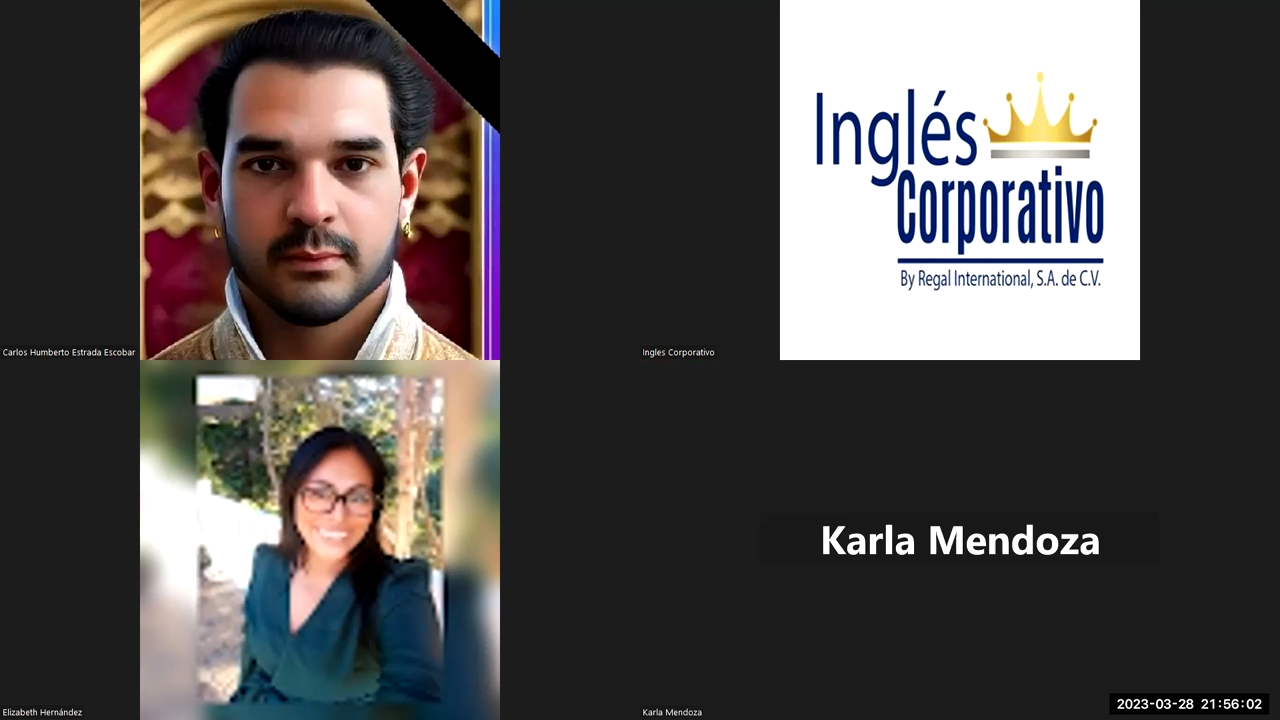 Inglés
Corporativo
By Regal International, S.A. de C.V.
Carlos Humberto Estrada Escobar
Ingles Corporativo
Karla Mendoza
Elizabeth Hernández
Karla Mendoza
2023-03-28 21:56:02